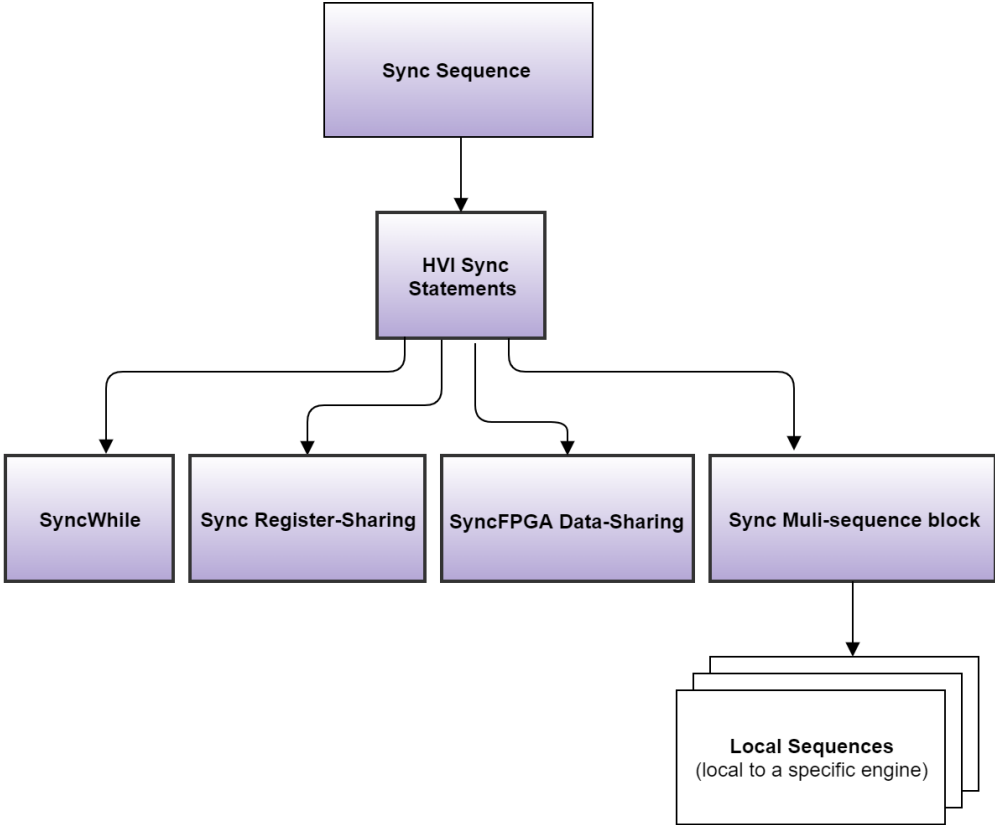 Sync Sequence
HVI Sync
Statements
SyncWhile
Sync Register-Sharing
SyncFPGA Data-Sharing
Sync Muli-sequence block
Local Sequences
(local to a specific engine)